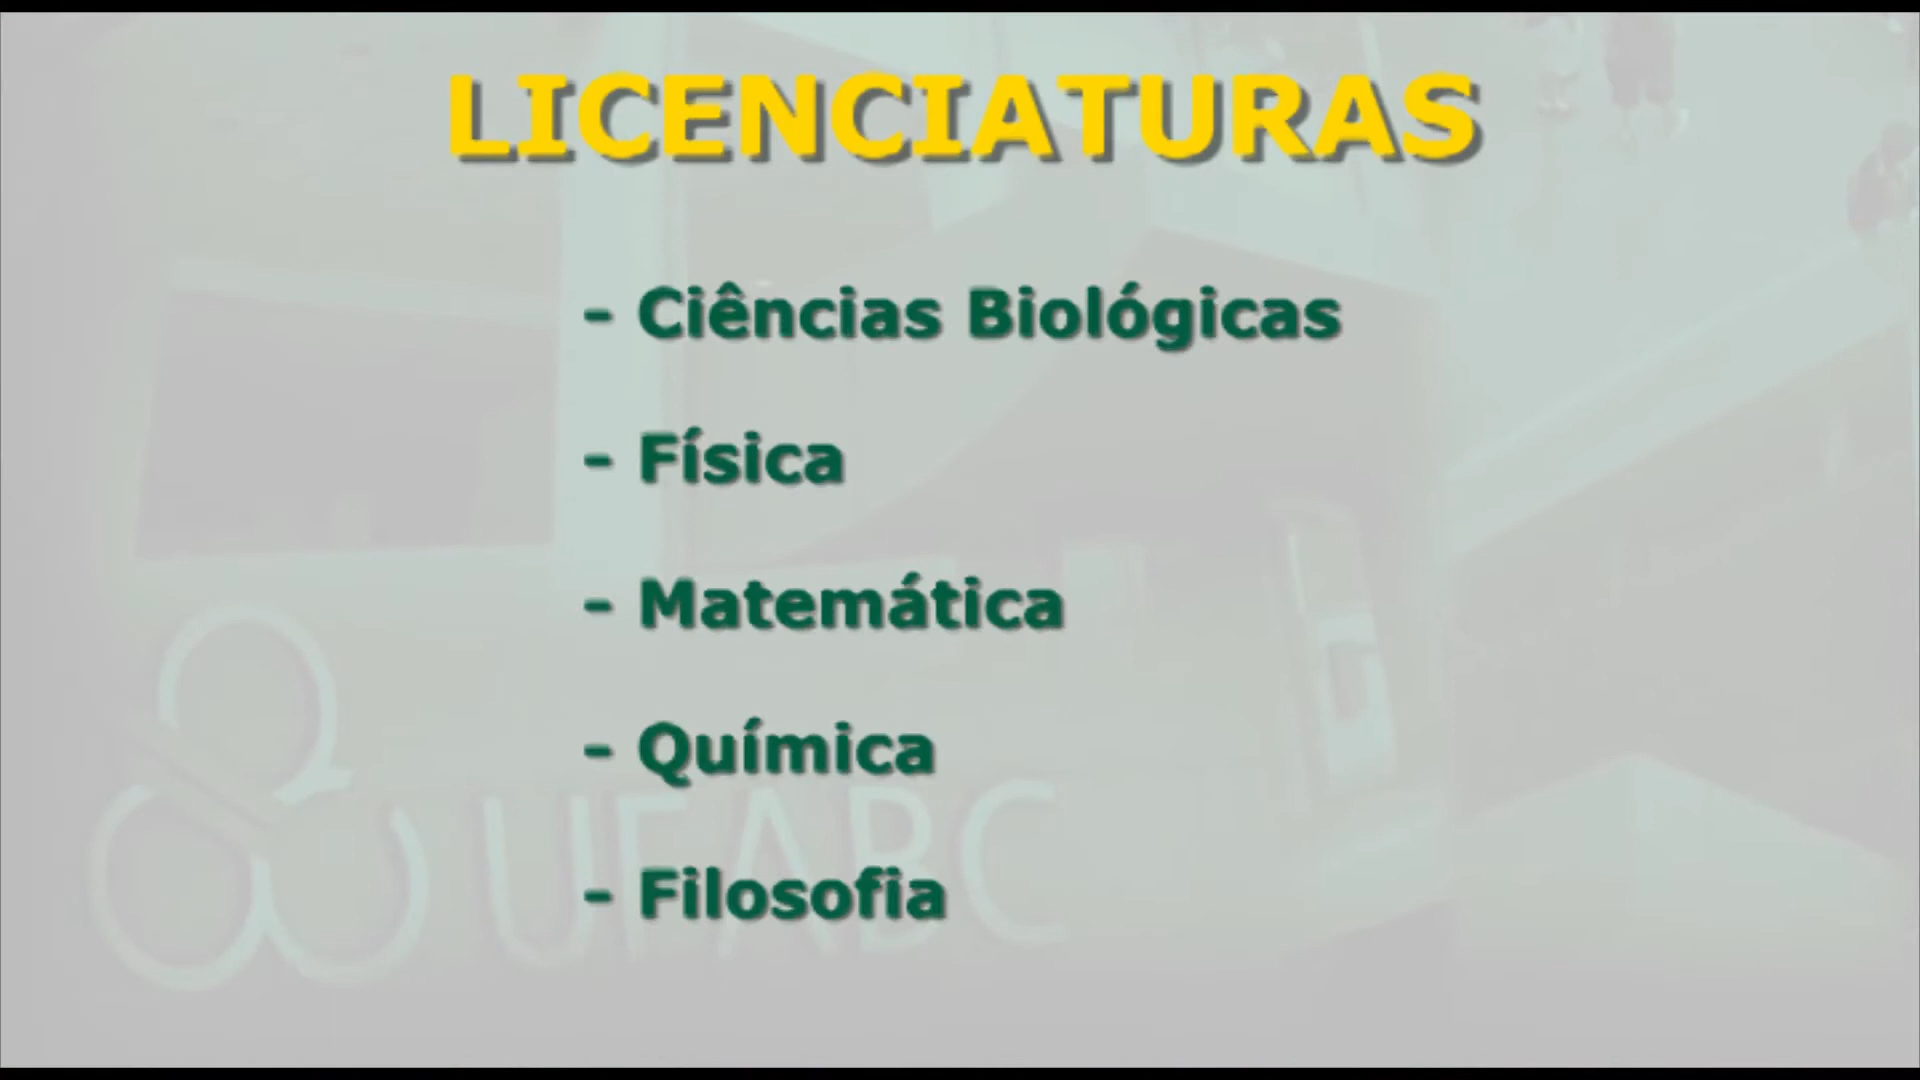 LICENCIATURAS
- Ciências Biológicas
- Física
- Matemática
- Química
- Filosofia
UFABC